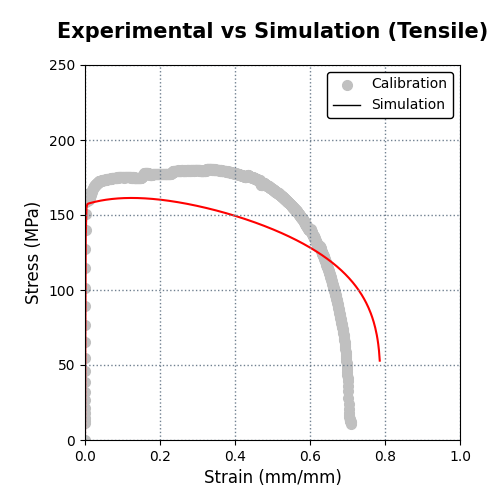 Experimental vs Simulation (Tensile)
Calibration
Simulation
Stress (MPa)
250
200
150
100
50
0
0.0 0.2 0.4 0.6 0.8 1.0
Strain (mm/mm)